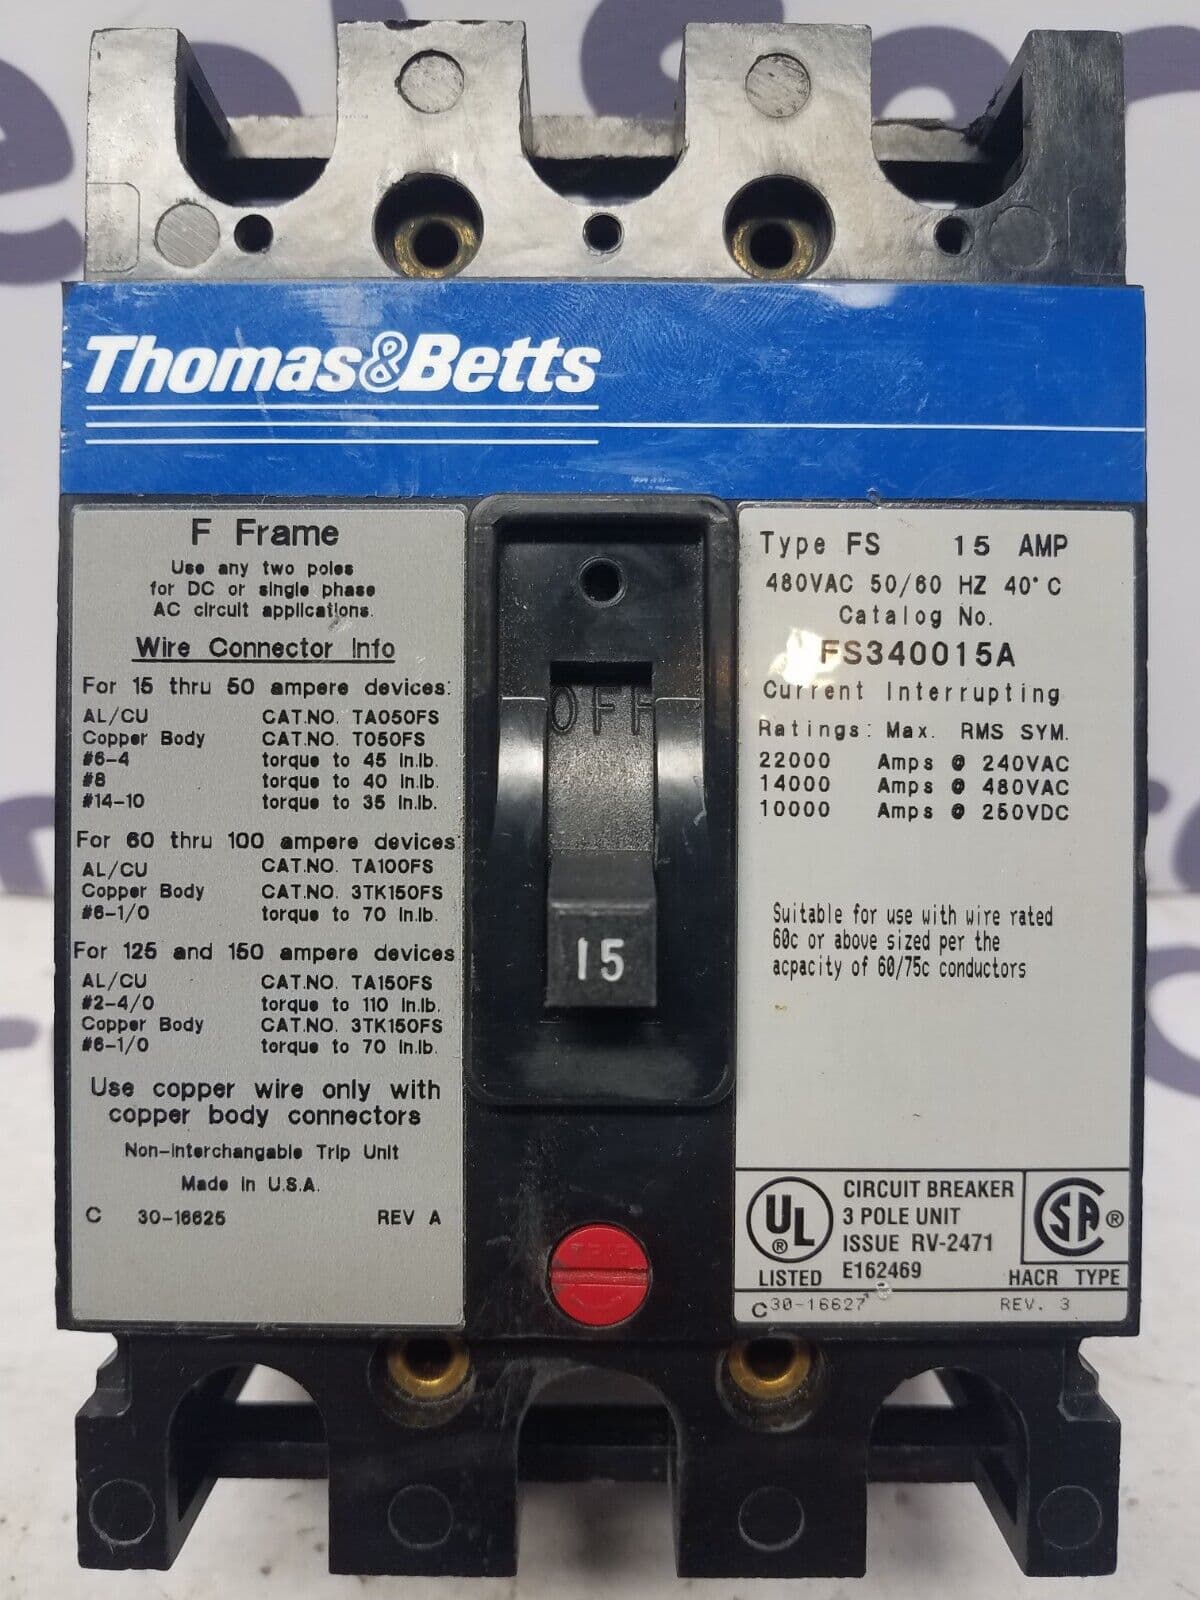 Thomas&Betts
F Frame
Use any two poles
for DC or single phase
AC circuit applications.
Wire Connector Info
For 15 thru 50 ampere devices:
AL/CU CAT.NO. TA050FS
Copper Body CAT.NO. T050FS
#6-4 torque to 45 in.lb.
#8 torque to 40 in.lb.
#14-10 torque to 35 in.lb.
For 60 thru 100 ampere devices
AL/CU CAT.NO. TA100FS
Copper Body CAT.NO. 3TK150FS
#6-1/0 torque to 70 in.lb.
For 125 and 150 ampere devices
AL/CU CAT.NO. TA150FS
#2-4/0 torque to 110 in.lb.
Copper Body CAT.NO. 3TK150FS
#6-1/0 torque to 70 in.lb.
Use copper wire only with
copper body connectors
Non-interchangable Trip Unit
Made in U.S.A.
C 30-16625 REV A
OFF
15
TRIP
Type FS 15 AMP
480VAC 50/60 HZ 40°C
Catalog No.
FS340015A
Current Interrupting
Ratings: Max. RMS SYM.
22000 Amps @ 240VAC
14000 Amps @ 480VAC
10000 Amps @ 250VDC
Suitable for use with wire rated
60c or above sized per the
acpacity of 60/75c conductors
UL ® LISTED
CIRCUIT BREAKER
3 POLE UNIT
ISSUE RV-2471
E162469
SA ®
HACR TYPE
C30-16627 REV. 3